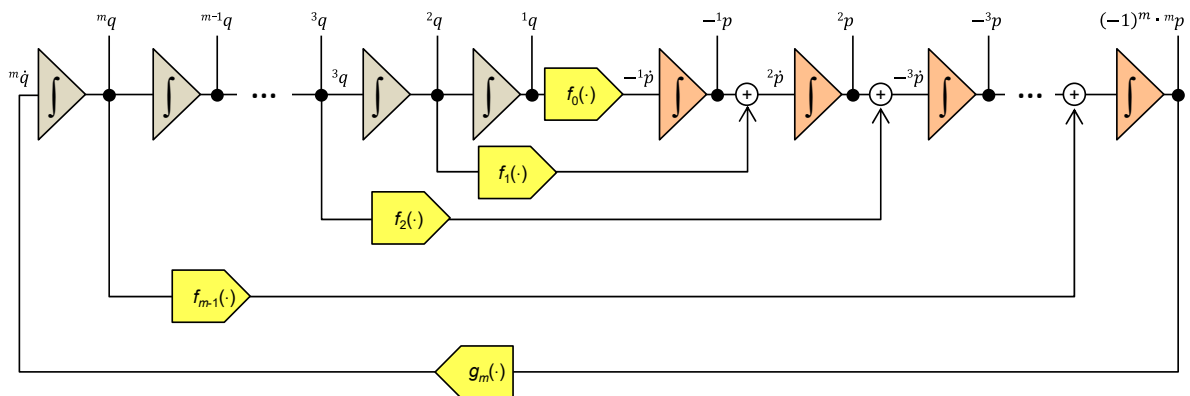 ᵐq ᵐ⁻¹q ³q ²q ¹q −¹p ²p −³p (−1)ᵐ · ᵐp
ᵐq̇ ∫ ∫ ... ³q ∫ ∫ f₀(·) −¹ṗ ∫ + ²ṗ ∫ + −³ṗ ∫ ... + ∫
f₁(·)
f₂(·)
fₘ₋₁(·)
gₘ(·)